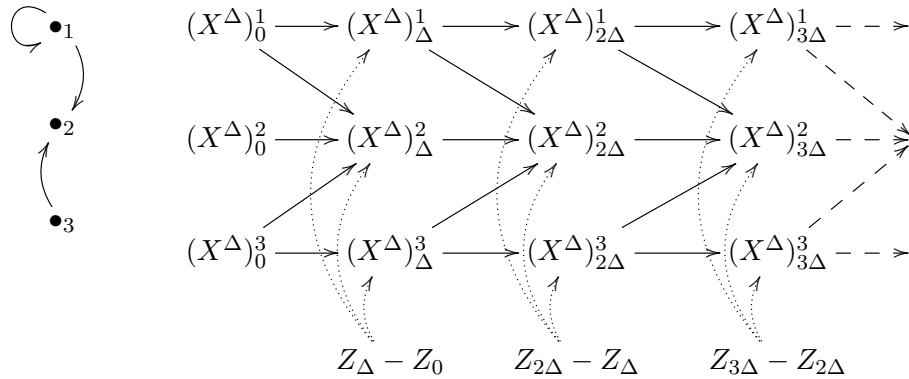 1 (X^Δ)^1_0 (X^Δ)^1_Δ (X^Δ)^1_{2Δ} (X^Δ)^1_{3Δ}
2 (X^Δ)^2_0 (X^Δ)^2_Δ (X^Δ)^2_{2Δ} (X^Δ)^2_{3Δ}
3 (X^Δ)^3_0 (X^Δ)^3_Δ (X^Δ)^3_{2Δ} (X^Δ)^3_{3Δ}
Z_Δ − Z_0 Z_{2Δ} − Z_Δ Z_{3Δ} − Z_{2Δ}